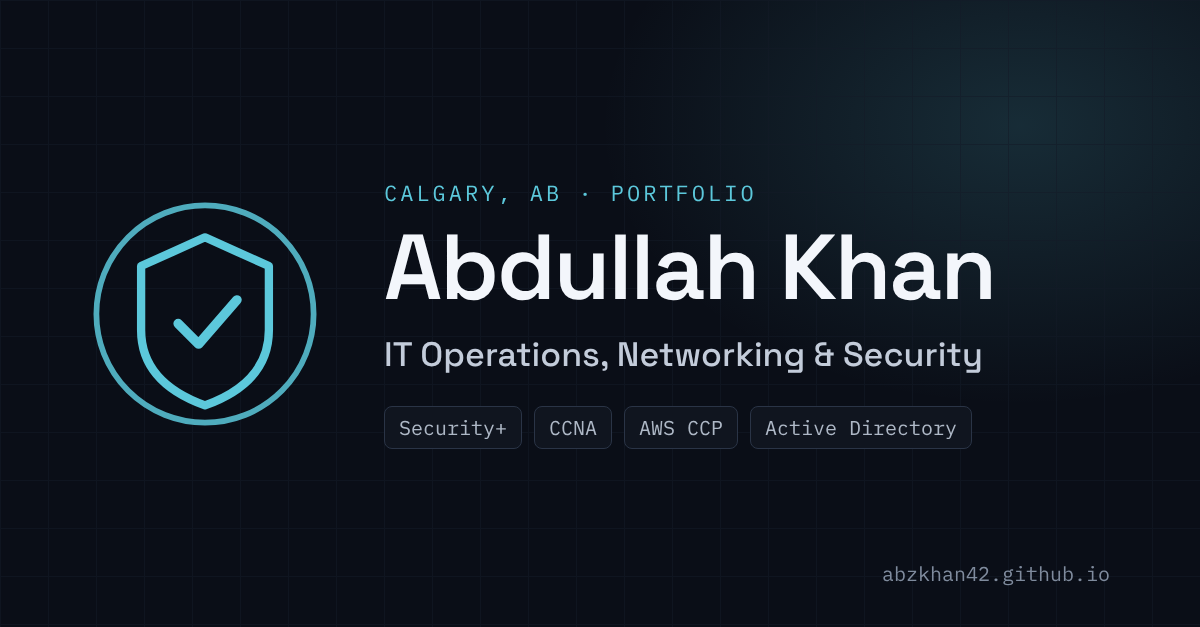 CALGARY, AB · PORTFOLIO
Abdullah Khan
IT Operations, Networking & Security
Security+ CCNA AWS CCP Active Directory
abzkhan42.github.io